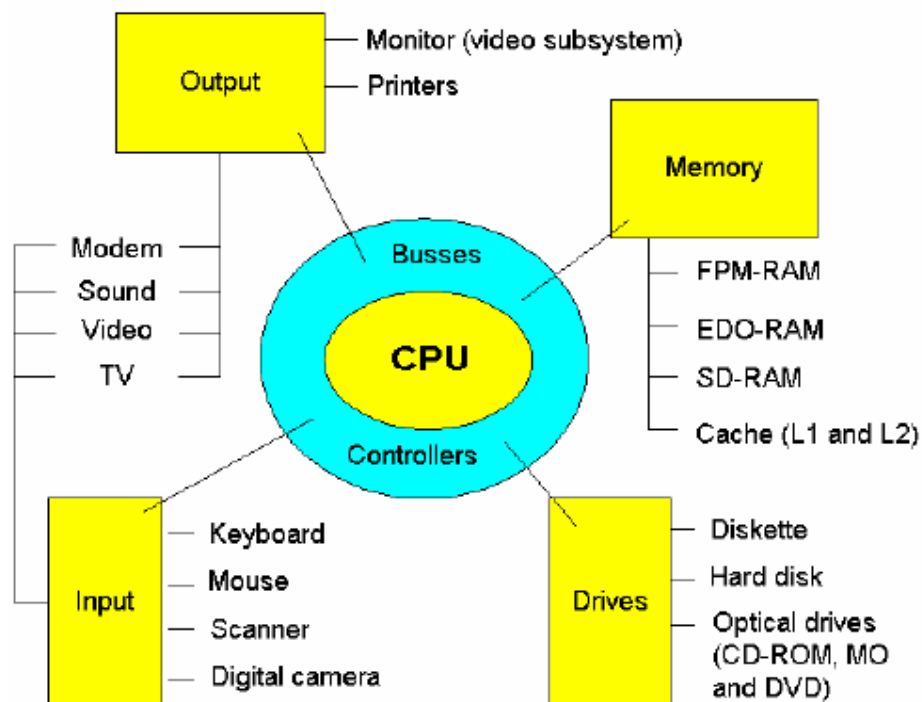 Output
Monitor (video subsystem)
Printers
Memory
Modem
Sound
Video
TV
Busses
CPU
Controllers
FPM-RAM
EDO-RAM
SD-RAM
Cache (L1 and L2)
Input
Keyboard
Mouse
Scanner
Digital camera
Drives
Diskette
Hard disk
Optical drives
(CD-ROM, MO
and DVD)